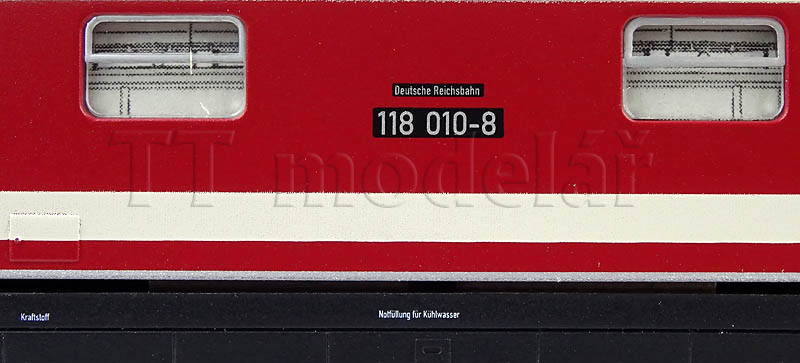 Deutsche Reichsbahn
118 010-8
TT modelář
Kraftstoff
Notfüllung für Kühlwasser